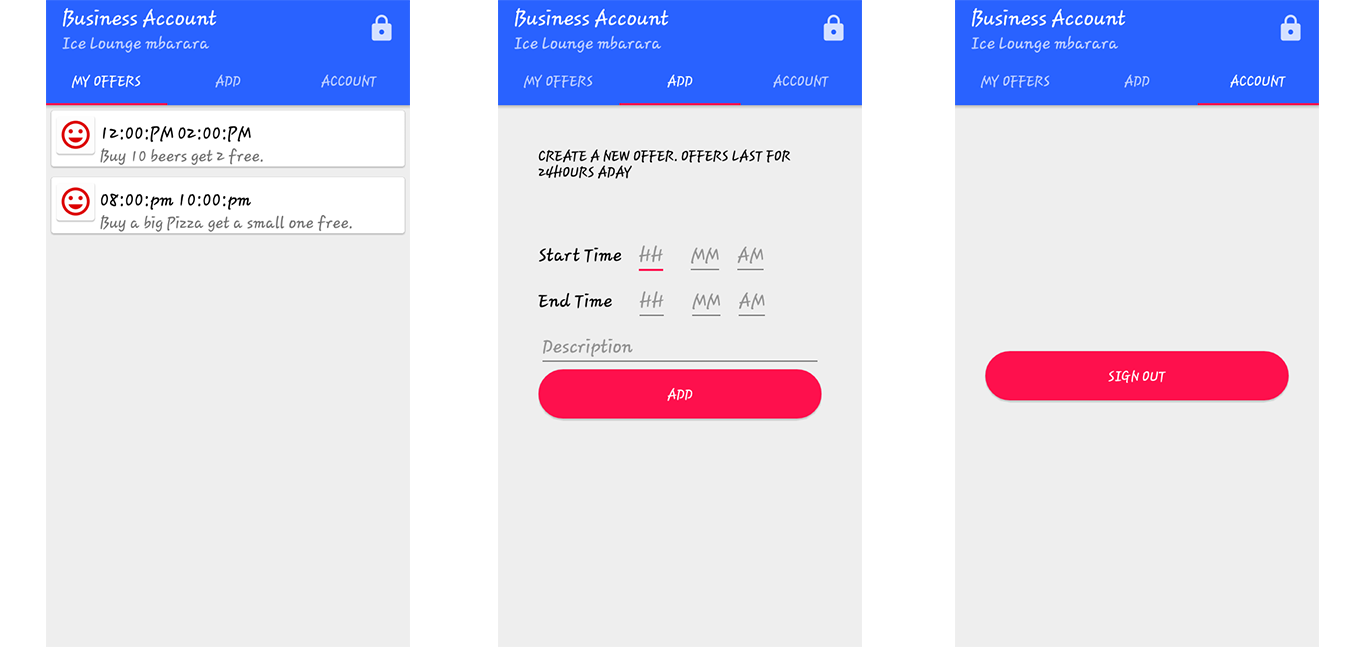 Business Account
Ice Lounge mbarara
MY OFFERS ADD ACCOUNT
12:00:PM 02:00:PM
Buy 10 beers get 2 free.
08:00:pm 10:00:pm
Buy a big Pizza get a small one free.
Business Account
Ice Lounge mbarara
MY OFFERS ADD ACCOUNT
CREATE A NEW OFFER. OFFERS LAST FOR
24HOURS ADAY
Start Time HH MM AM
End Time HH MM AM
Description
ADD
Business Account
Ice Lounge mbarara
MY OFFERS ADD ACCOUNT
SIGN OUT